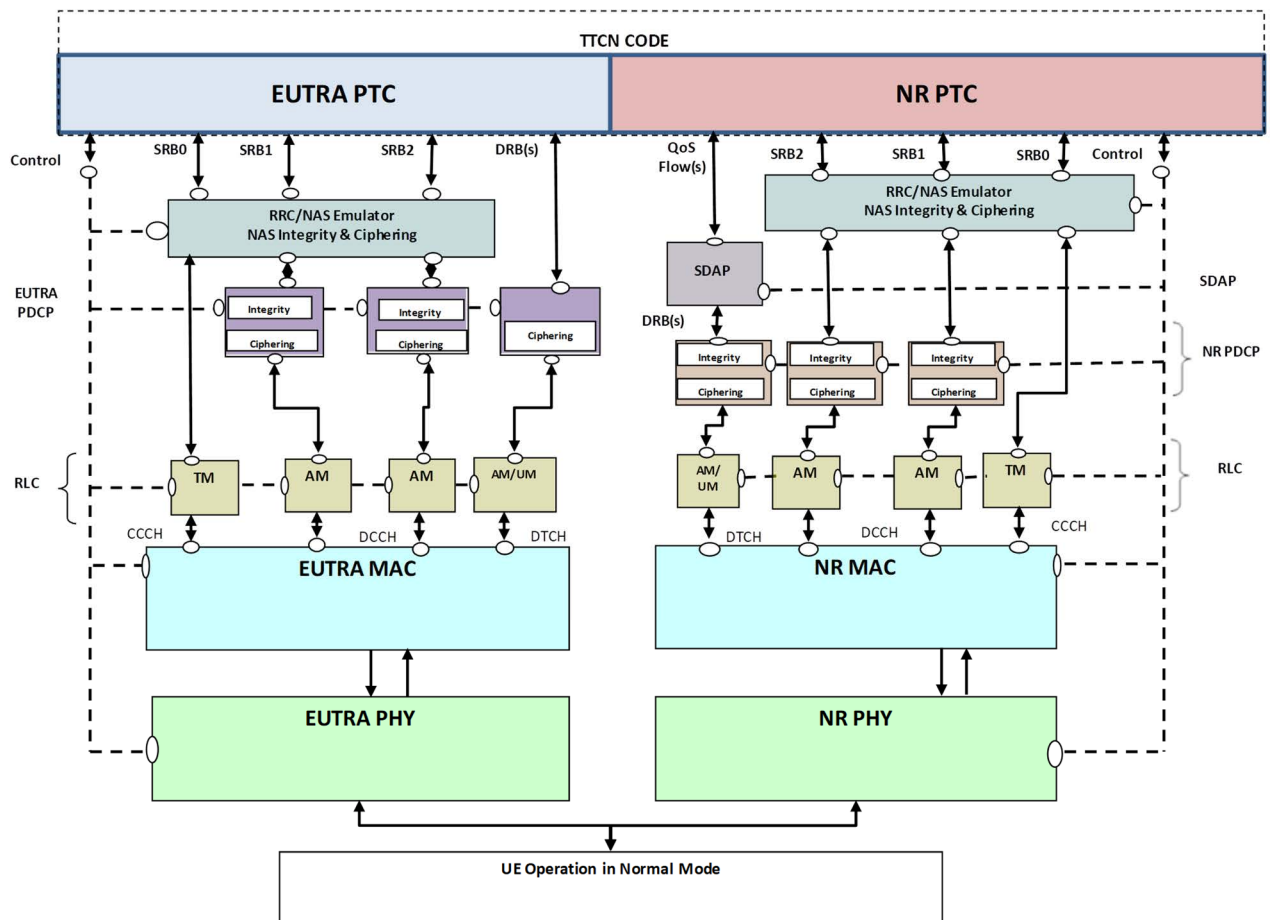 TTCN CODE
EUTRA PTC
NR PTC
Control
SRB0
SRB1
SRB2
DRB(s)
QoS
Flow(s)
SRB2
SRB1
SRB0
Control
RRC/NAS Emulator
NAS Integrity & Ciphering
RRC/NAS Emulator
NAS Integrity & Ciphering
SDAP
SDAP
EUTRA
PDCP
Integrity
Ciphering
Integrity
Ciphering
Ciphering
DRB(s)
Integrity
Ciphering
Integrity
Ciphering
Integrity
Ciphering
NR PDCP
RLC
TM
AM
AM
AM/UM
AM/
UM
AM
AM
TM
RLC
CCCH
DCCH
DTCH
DTCH
DCCH
CCCH
EUTRA MAC
NR MAC
EUTRA PHY
NR PHY
UE Operation in Normal Mode